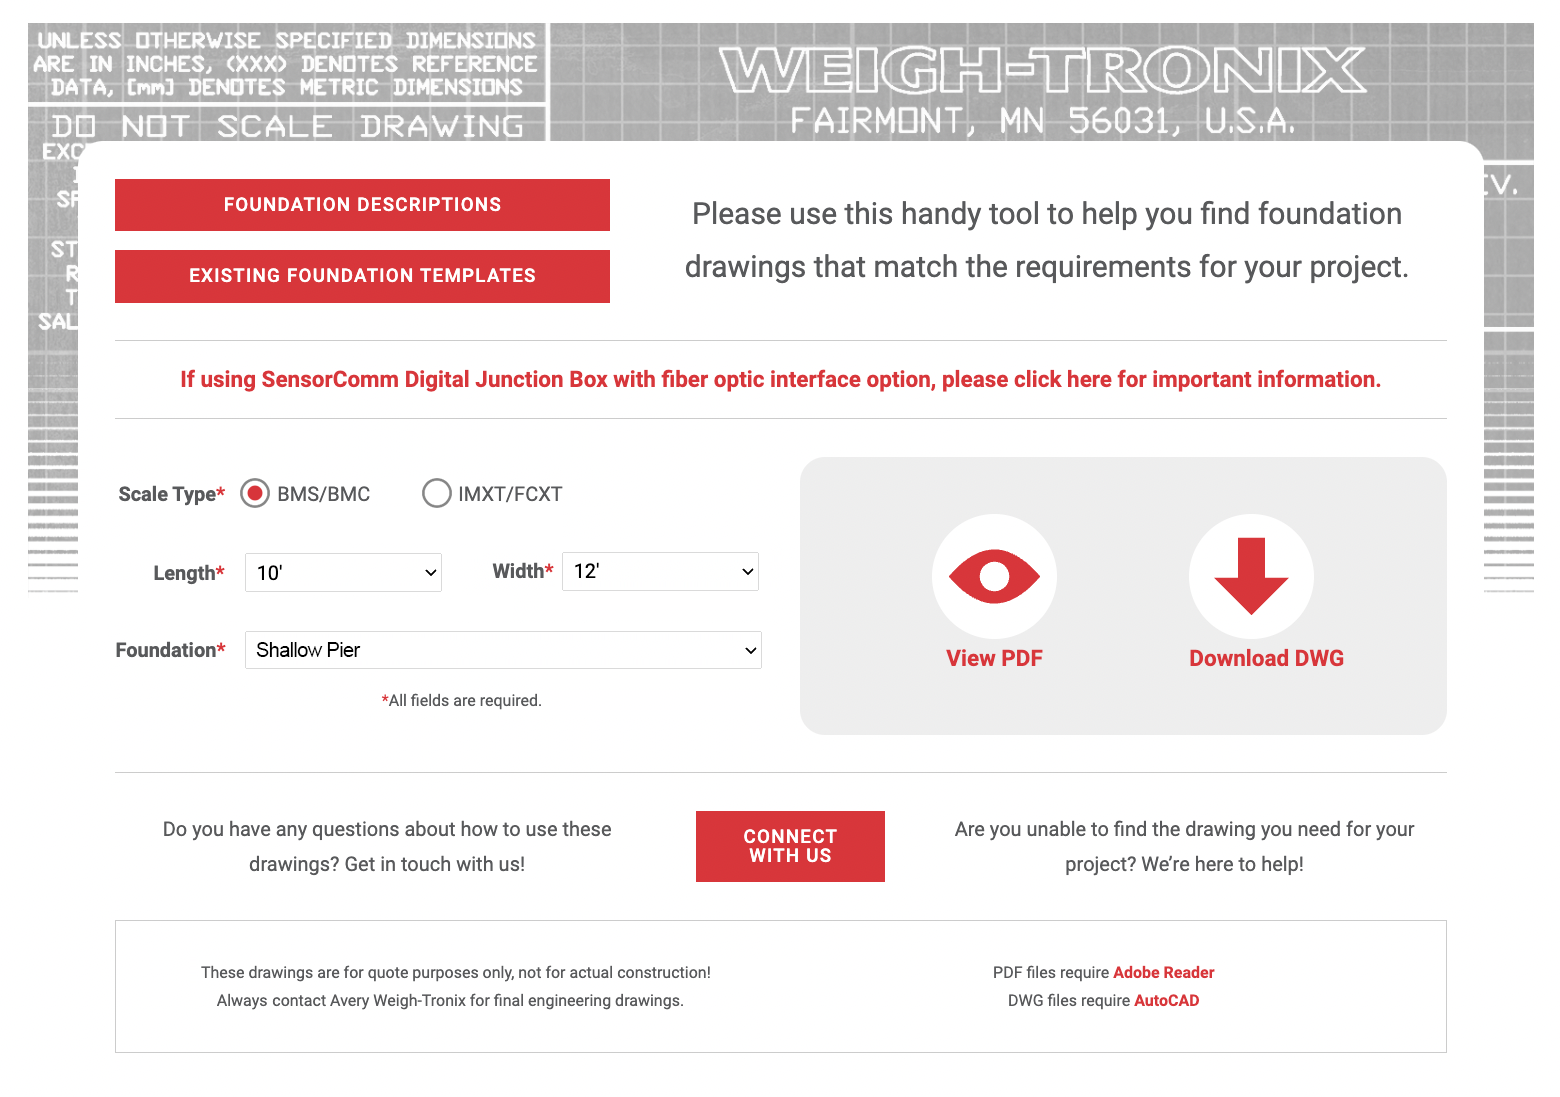 UNLESS OTHERWISE SPECIFIED DIMENSIONS
ARE IN INCHES, (XXX) DENOTES REFERENCE
DATA, [mm] DENOTES METRIC DIMENSIONS
DO NOT SCALE DRAWING
WEIGH-TRONIX
FAIRMONT, MN 56031, U.S.A.
FOUNDATION DESCRIPTIONS
EXISTING FOUNDATION TEMPLATES
Please use this handy tool to help you find foundation
drawings that match the requirements for your project.
If using SensorComm Digital Junction Box with fiber optic interface option, please click here for important information.
Scale Type* BMS/BMC IMXT/FCXT
Length* 10' Width* 12'
Foundation* Shallow Pier
*All fields are required.
View PDF Download DWG
Do you have any questions about how to use these
drawings? Get in touch with us!
CONNECT
WITH US
Are you unable to find the drawing you need for your
project? We’re here to help!
These drawings are for quote purposes only, not for actual construction!
Always contact Avery Weigh-Tronix for final engineering drawings.
PDF files require Adobe Reader
DWG files require AutoCAD